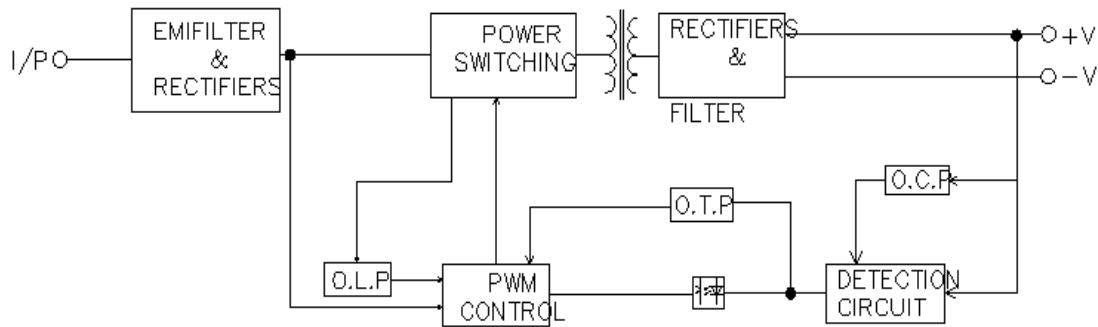 I/P
EMIFILTER
&
RECTIFIERS
POWER
SWITCHING
RECTIFIERS
&
FILTER
+V
-V
O.C.P
O.T.P
O.L.P
PWM
CONTROL
DETECTION
CIRCUIT